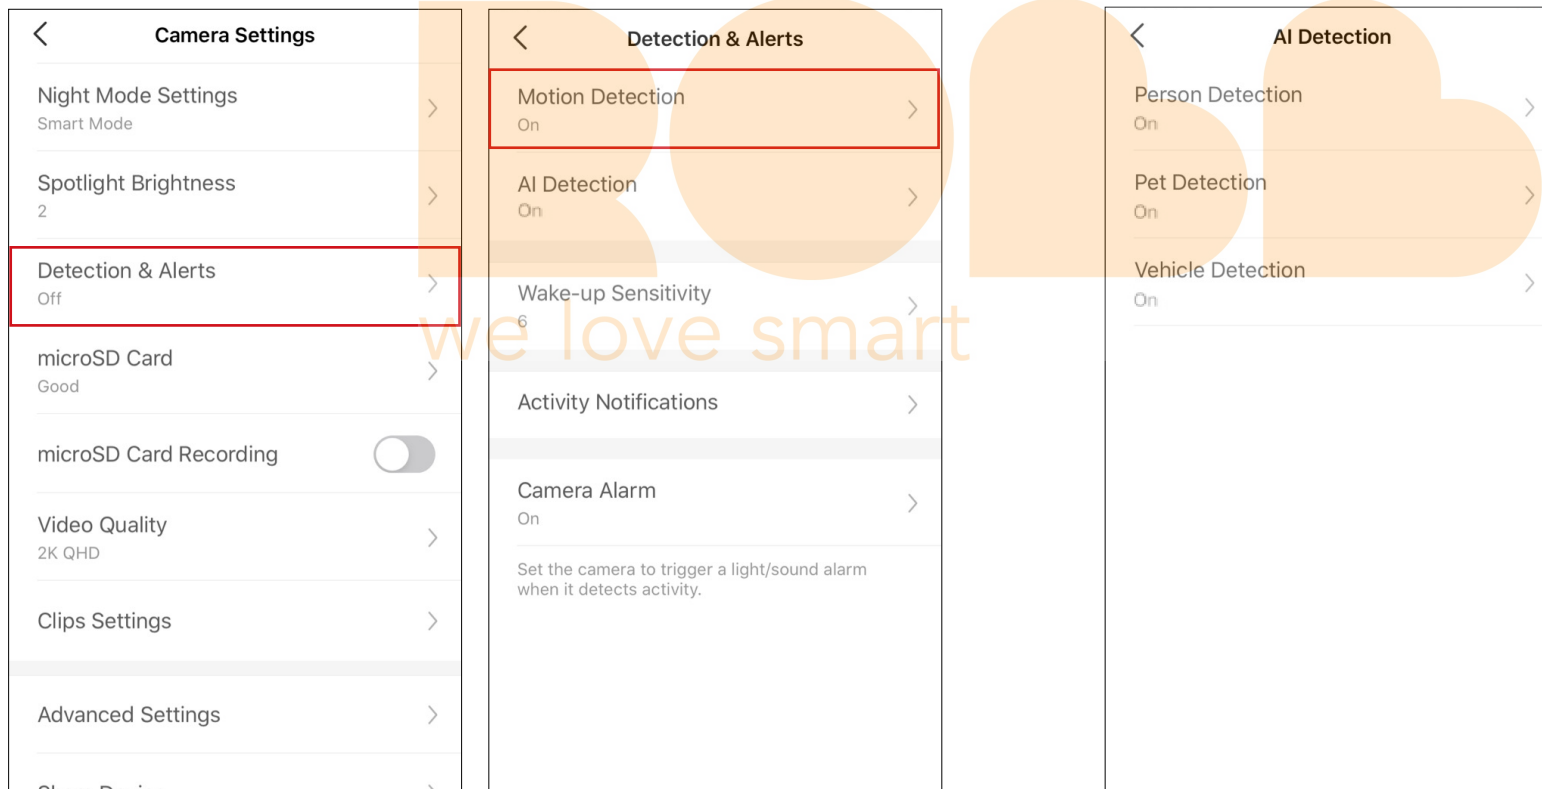 Camera Settings
Night Mode Settings
Smart Mode
Spotlight Brightness
2
Detection & Alerts
Off
microSD Card
Good
microSD Card Recording
Video Quality
2K QHD
Clips Settings
Advanced Settings
Detection & Alerts
Motion Detection
On
AI Detection
On
Wake-up Sensitivity
6
Activity Notifications
Camera Alarm
On
Set the camera to trigger a light/sound alarm
when it detects activity.
AI Detection
Person Detection
On
Pet Detection
On
Vehicle Detection
On
ROBB
we love smart